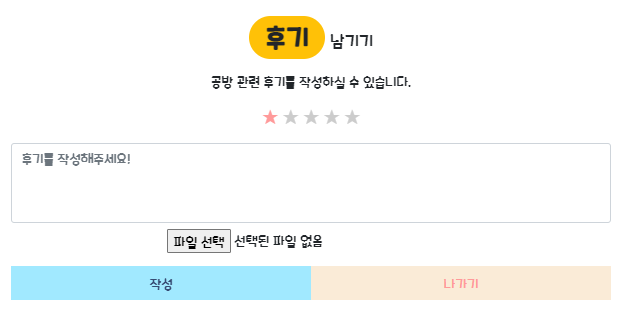 후기 남기기
공방 관련 후기를 작성하실 수 있습니다.
★★★★★
후기를 작성해주세요!
파일 선택 선택된 파일 없음
작성 나가기